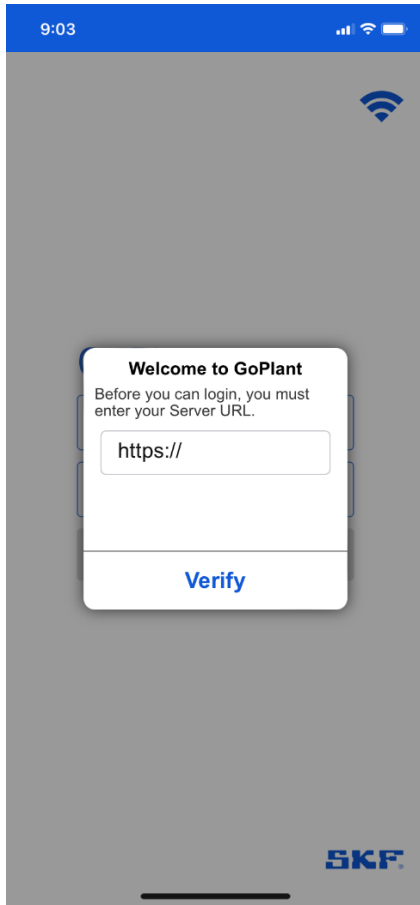 9:03
Welcome to GoPlant
Before you can login, you must
enter your Server URL.
https://
Verify
SKF.